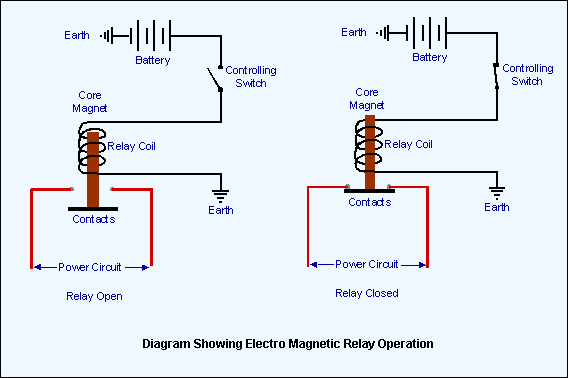 Earth
Battery
Controlling
Switch
Core
Magnet
Relay Coil
Earth
Contacts
Power Circuit
Relay Open
Earth
Battery
Controlling
Switch
Core
Magnet
Relay Coil
Earth
Contacts
Power Circuit
Relay Closed
Diagram Showing Electro Magnetic Relay Operation